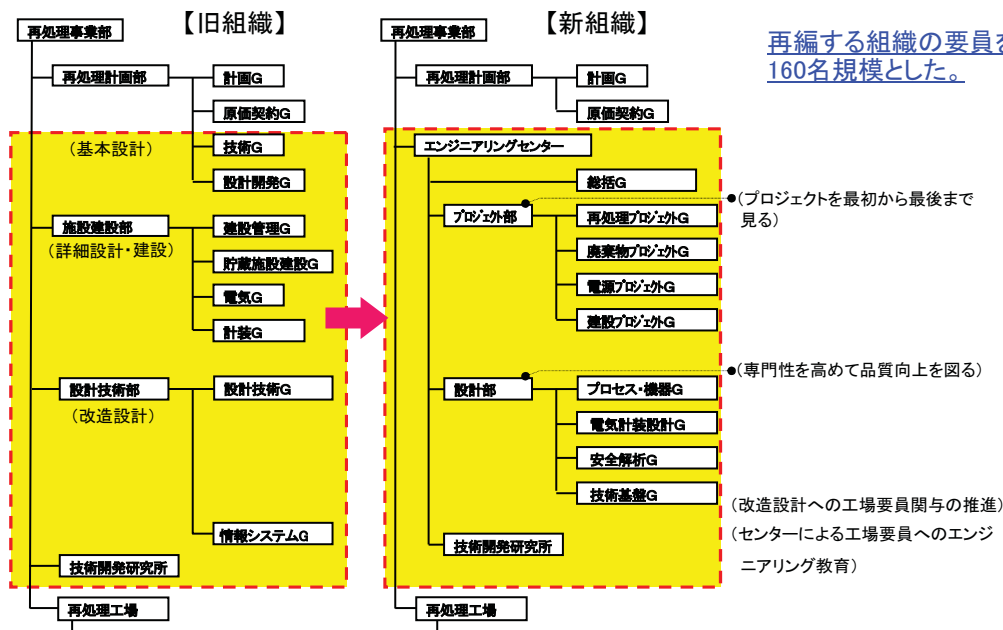 【旧組織】
再処理事業部
再処理計画部
計画G
原価契約G
(基本設計)
技術G
設計開発G
施設建設部
(詳細設計・建設)
建設管理G
貯蔵施設建設G
電気G
計装G
設計技術部
(改造設計)
設計技術G
情報システムG
技術開発研究所
再処理工場
【新組織】
再処理事業部
再処理計画部
計画G
原価契約G
エンジニアリングセンター
総括G
プロジェクト部
再処理プロジェクトG
廃棄物プロジェクトG
電源プロジェクトG
建設プロジェクトG
設計部
プロセス・機器G
電気計装設計G
安全解析G
技術基盤G
技術開発研究所
再処理工場
再編する組織の要員を
160名規模とした。
●(プロジェクトを最初から最後まで
見る)
●(専門性を高めて品質向上を図る)
(改造設計への工場要員関与の推進)
(センターによる工場要員へのエンジ
ニアリング教育)